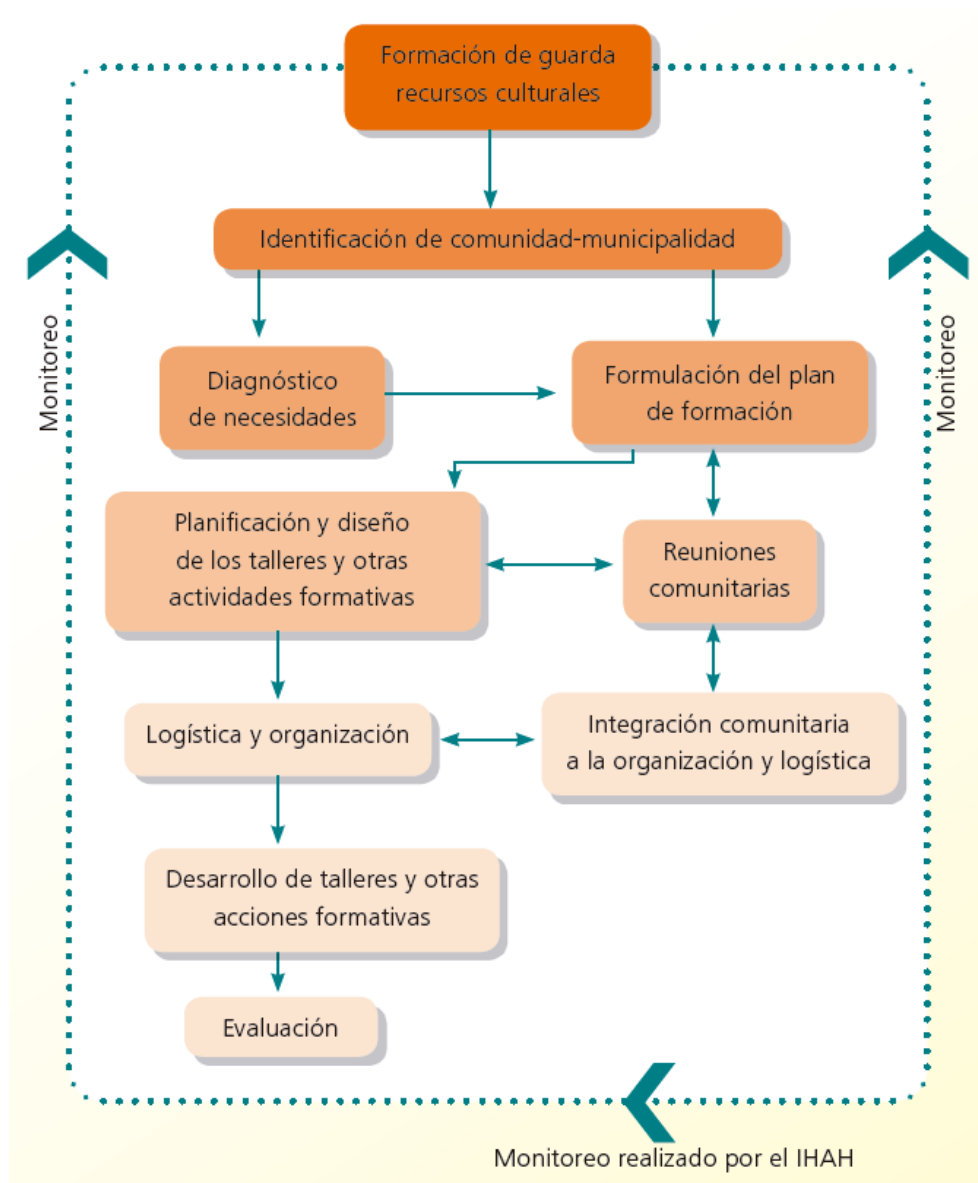 Formación de guarda
recursos culturales
Identificación de comunidad-municipalidad
Diagnóstico
de necesidades
Formulación del plan
de formación
Monitoreo
Monitoreo
Planificación y diseño
de los talleres y otras
actividades formativas
Reuniones
comunitarias
Logística y organización
Integración comunitaria
a la organización y logística
Desarrollo de talleres y otras
acciones formativas
Evaluación
Monitoreo realizado por el IHAH